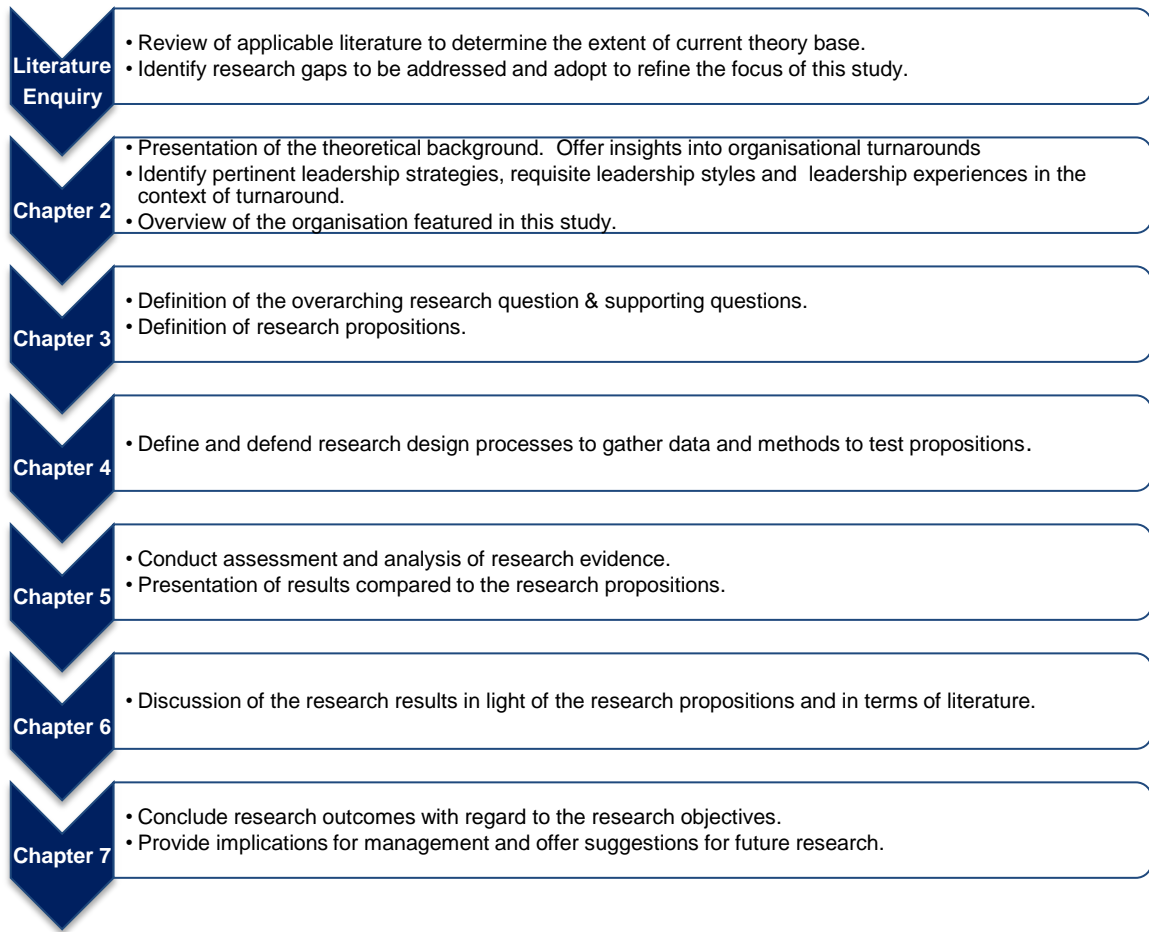 Literature
Enquiry
• Review of applicable literature to determine the extent of current theory base.
• Identify research gaps to be addressed and adopt to refine the focus of this study.
Chapter 2
• Presentation of the theoretical background.  Offer insights into organisational turnarounds
• Identify pertinent leadership strategies, requisite leadership styles and  leadership experiences in the
context of turnaround.
• Overview of the organisation featured in this study.
Chapter 3
• Definition of the overarching research question & supporting questions.
• Definition of research propositions.
Chapter 4
• Define and defend research design processes to gather data and methods to test propositions.
Chapter 5
• Conduct assessment and analysis of research evidence.
• Presentation of results compared to the research propositions.
Chapter 6
• Discussion of the research results in light of the research propositions and in terms of literature.
Chapter 7
• Conclude research outcomes with regard to the research objectives.
• Provide implications for management and offer suggestions for future research.